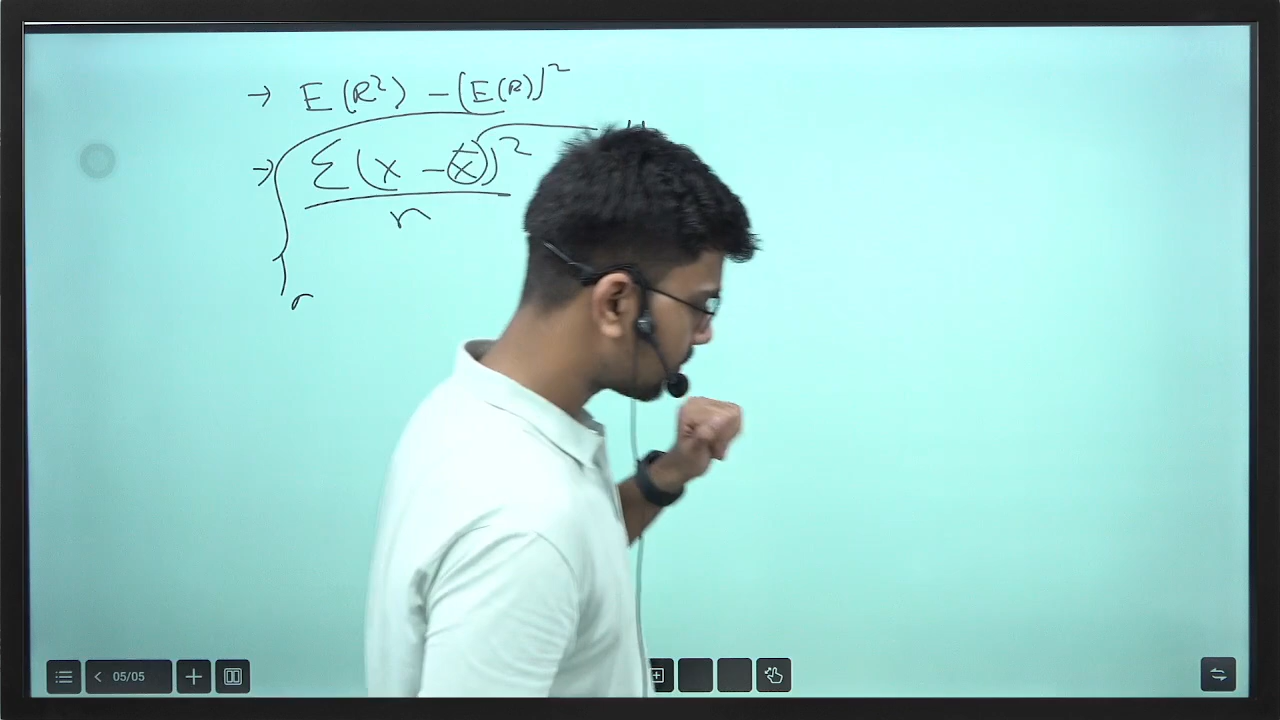 → E(R²) - (E(R))²
→ Σ(x - x̄)²
n
r
05/05